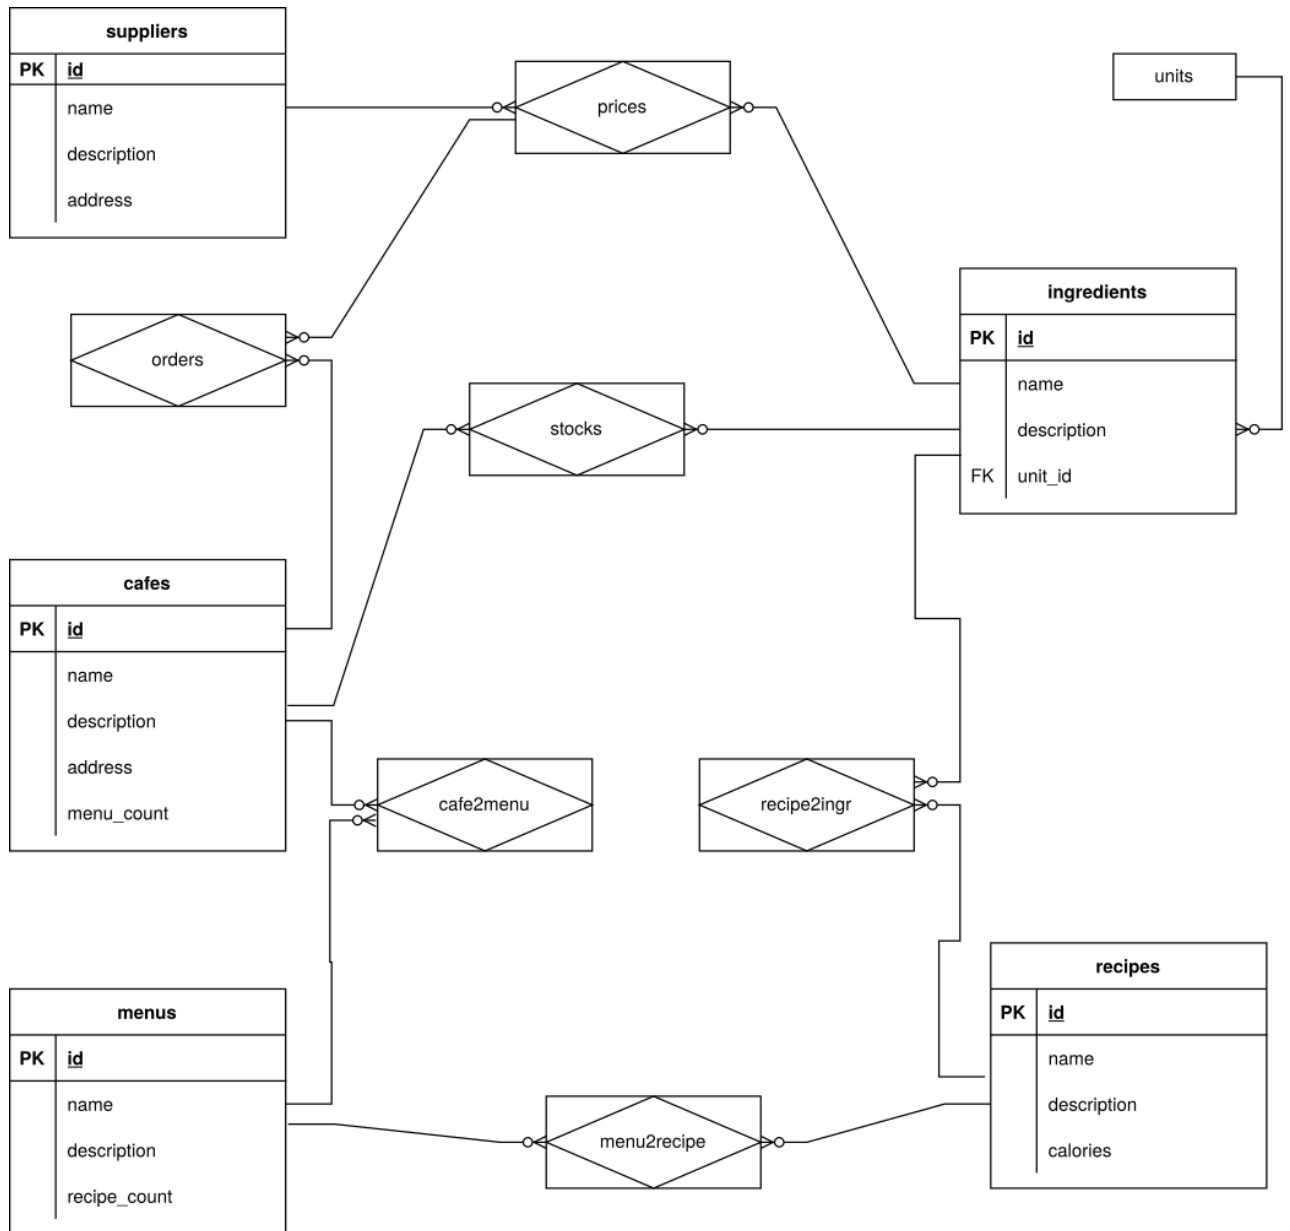 suppliers
PK id
name
description
address
prices
units
orders
stocks
ingredients
PK id
name
description
FK unit_id
cafes
PK id
name
description
address
menu_count
cafe2menu
recipe2ingr
menus
PK id
name
description
recipe_count
menu2recipe
recipes
PK id
name
description
calories